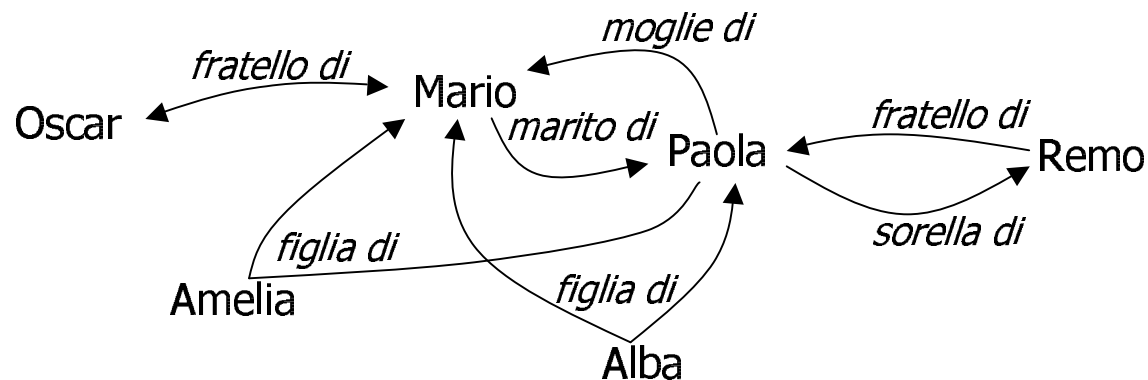 moglie di
fratello di
Mario
Oscar
marito di
fratello di
Paola
Remo
sorella di
figlia di
figlia di
Amelia
Alba